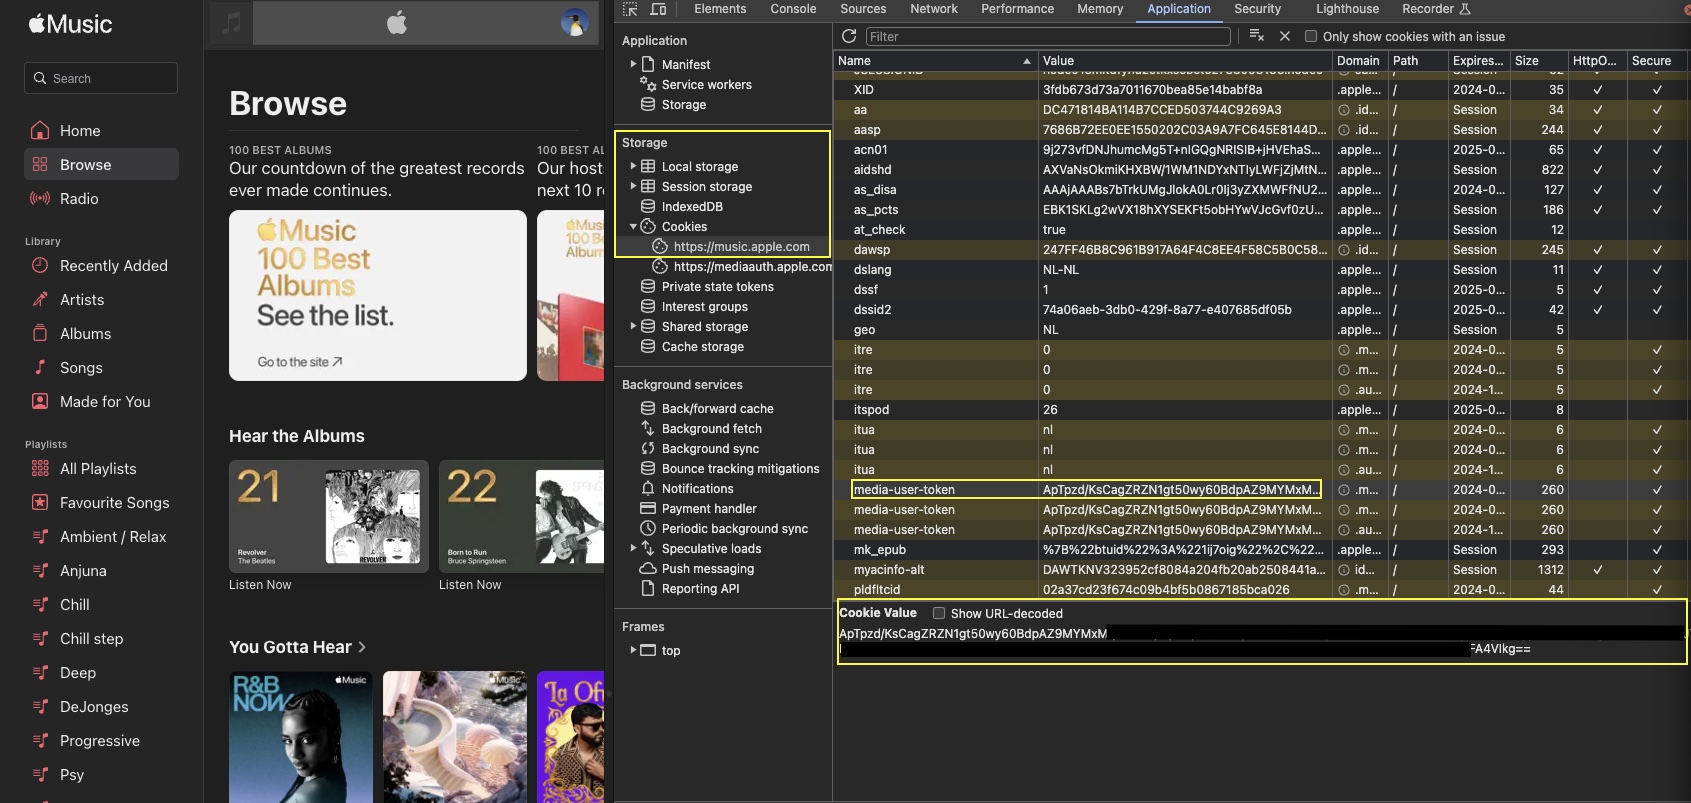 Music
Search
Home
Browse
Radio
Library
Recently Added
Artists
Albums
Songs
Made for You
Playlists
All Playlists
Favourite Songs
Ambient / Relax
Anjuna
Chill
Chill step
Deep
DeJonges
Progressive
Psy
Browse
100 BEST ALBUMS
Our countdown of the greatest records
ever made continues.
100 BEST AL
Our host
next 10 r
Music
100 Best
Albums
See the list.
Go to the site ↗
Music
100 B
Albums
Hear the Albums
21
Revolver
The Beatles
REVOLVER
Listen Now
22
Born to Run
Bruce Springsteen
Listen Now
You Gotta Hear >
R&B
NOW
Music
Music
La Of
Elements Console Sources Network Performance Memory Application Security Lighthouse Recorder
Application
Manifest
Service workers
Storage
Storage
Local storage
Session storage
IndexedDB
Cookies
https://music.apple.com
https://mediaauth.apple.com
Private state tokens
Interest groups
Shared storage
Cache storage
Background services
Back/forward cache
Background fetch
Background sync
Bounce tracking mitigations
Notifications
Payment handler
Periodic background sync
Speculative loads
Push messaging
Reporting API
Frames
top
Filter
Only show cookies with an issue
Name Value Domain Path Expires... Size HttpO... Secure
XID 3fdb673d73a7011670bea85e14babf8a .apple... / 2024-0... 35 ✓ ✓
aa DC471814BA114B7CCED503744C9269A3 .id... / Session 34 ✓ ✓
aasp 7686B72EE0EE1550202C03A9A7FC645E8144D... .id... / Session 244 ✓ ✓
acn01 9j273vfDNJhumcMg5T+nIGQgNRISIB+jHVEhaS... .apple... / 2025-0... 65 ✓ ✓
aidshd AXVaNsOkmiKHXBW/1WM1NDYxNTIyLWFjZjMtN... .apple... / Session 822 ✓ ✓
as_disa AAAjAAABs7bTrkUMgJlokA0Lr0Ij3yZXMWFfNU2... .apple... / 2024-0... 127 ✓ ✓
as_pcts EBK1SKLg2wVX18hXYSEKFt5obHYwVJcGvf0zU... .apple... / Session 186 ✓ ✓
at_check true .apple... / Session 12
dawsp 247FF46B8C961B917A64F4C8EE4F58C5B0C58... .id... / Session 245 ✓ ✓
dslang NL-NL .apple... / Session 11 ✓ ✓
dssf 1 .apple... / 2025-0... 5 ✓ ✓
dssid2 74a06aeb-3db0-429f-8a77-e407685df05b .apple... / 2025-0... 42 ✓ ✓
geo NL .apple... / Session 5
itre 0 .m... / 2024-0... 5 ✓
itre 0 .m... / 2024-0... 5 ✓
itre 0 .au... / 2024-1... 5 ✓
itspod 26 .apple... / 2025-0... 8
itua nl .m... / 2024-0... 6 ✓
itua nl .m... / 2024-0... 6 ✓
itua nl .au... / 2024-1... 6 ✓
media-user-token ApTpzd/KsCagZRZN1gt50wy60BdpAZ9MYMxM... .m... / 2024-0... 260 ✓
media-user-token ApTpzd/KsCagZRZN1gt50wy60BdpAZ9MYMxM... .m... / 2024-0... 260 ✓
media-user-token ApTpzd/KsCagZRZN1gt50wy60BdpAZ9MYMxM... .au... / 2024-1... 260 ✓
mk_epub %7B%22btuid%22%3A%221ij7oig%22%2C%22... .apple... / Session 293 ✓
myacinfo-alt DAWTKNV323952cf8084a204fb20ab2508441a... id... / Session 1312 ✓ ✓
pldfltcid 02a37cd23f674c09b4bf5b0867185bca026 .m... / 2024-0... 44 ✓
Cookie Value Show URL-decoded
ApTpzd/KsCagZRZN1gt50wy60BdpAZ9MYMxM
FA4VIkg==